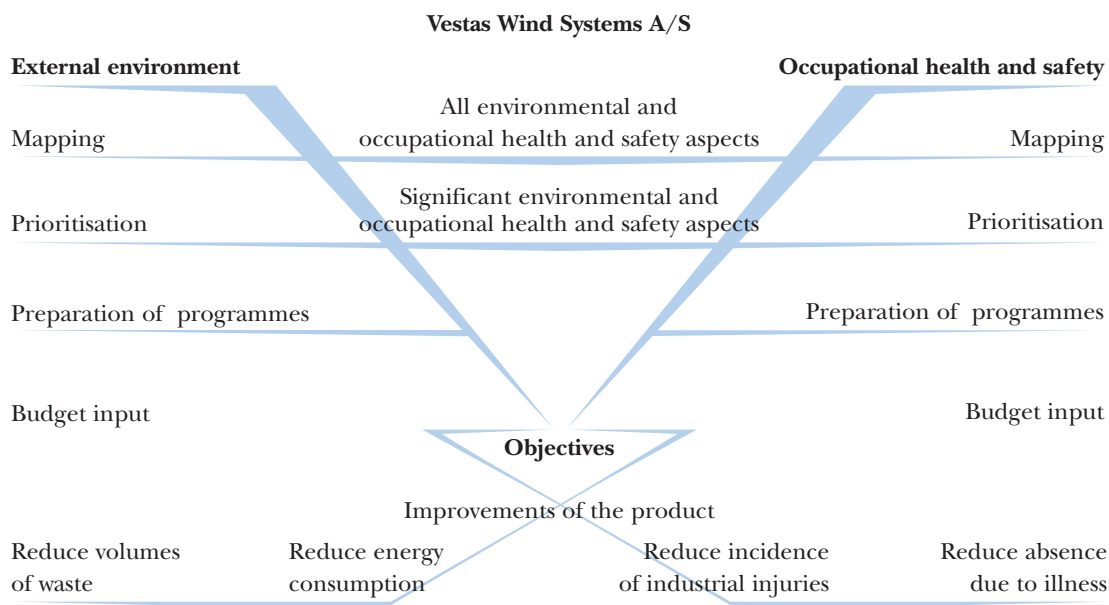 Vestas Wind Systems A/S
External environment
Occupational health and safety
All environmental and
occupational health and safety aspects
Mapping
Mapping
Significant environmental and
occupational health and safety aspects
Prioritisation
Prioritisation
Preparation of programmes
Preparation of programmes
Budget input
Budget input
Objectives
Improvements of the product
Reduce volumes
of waste
Reduce energy
consumption
Reduce incidence
of industrial injuries
Reduce absence
due to illness